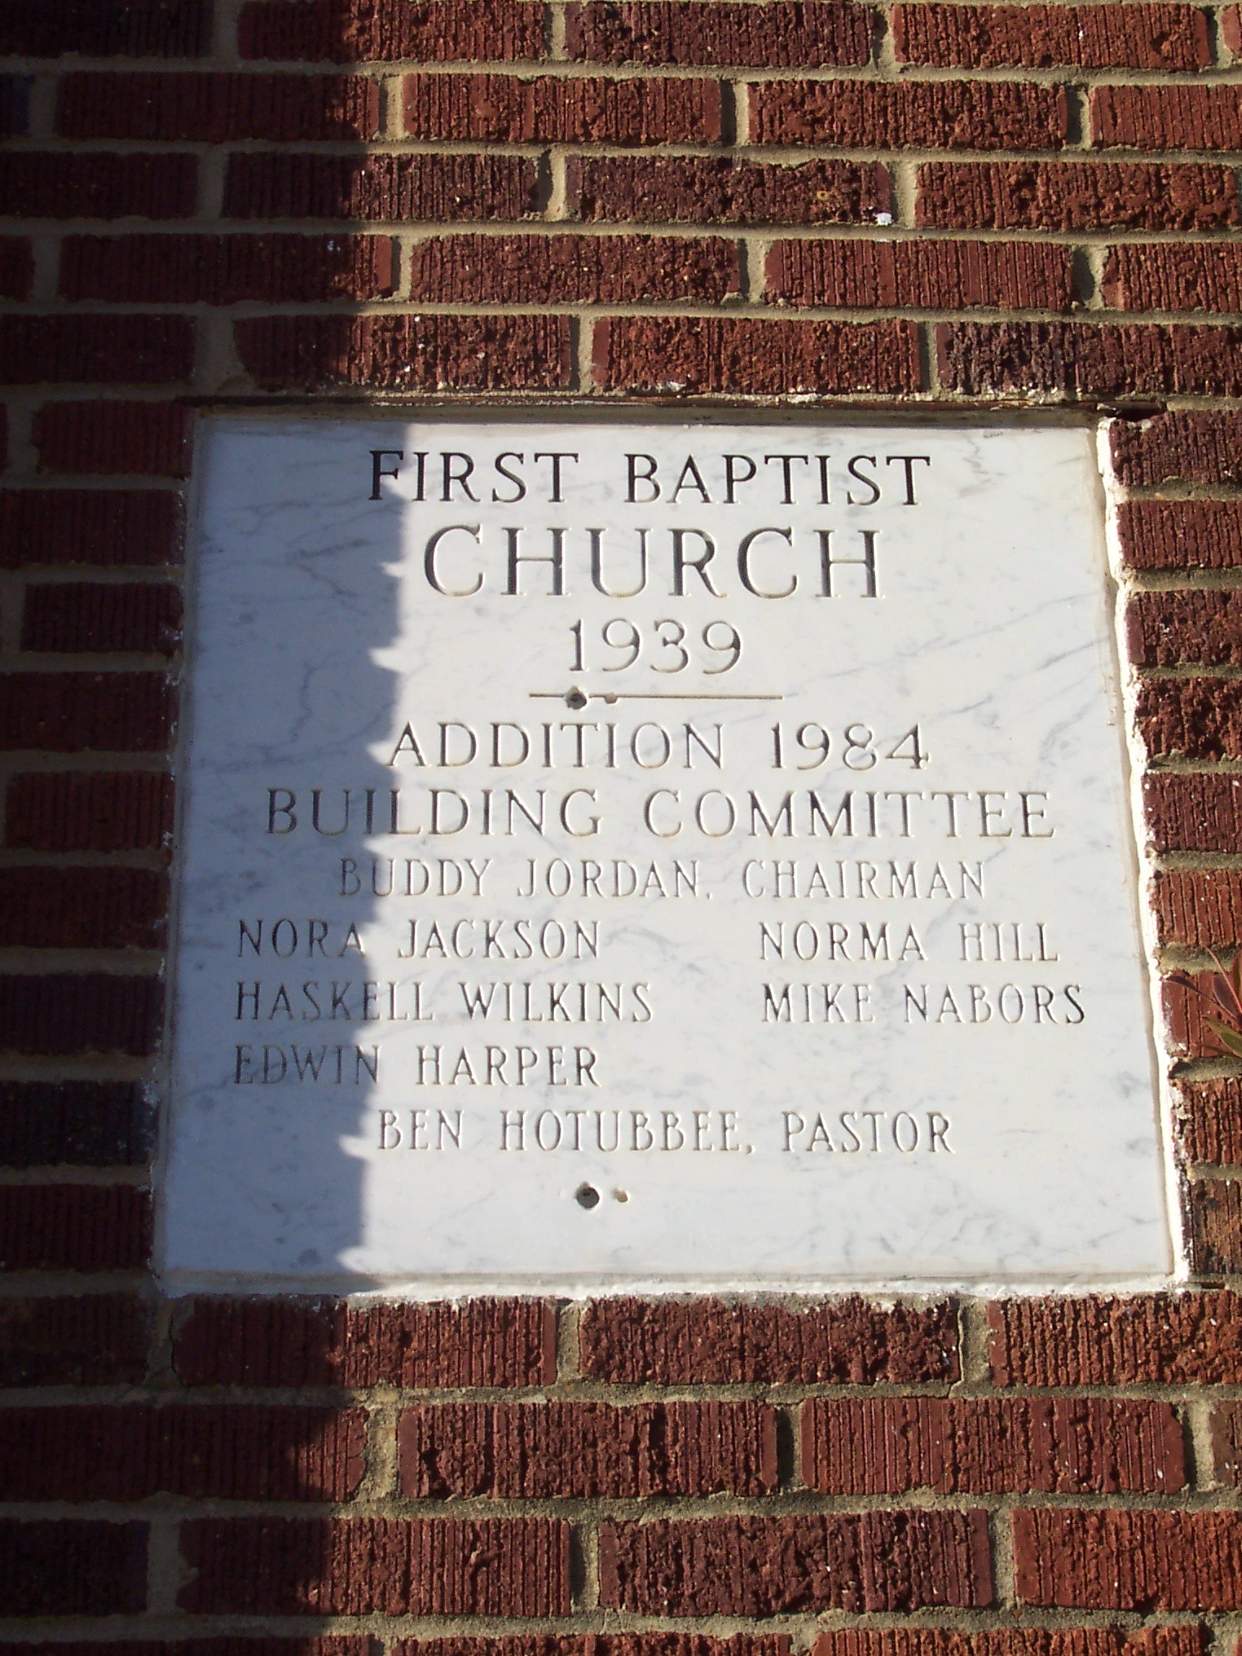 FIRST BAPTIST
CHURCH
1939
ADDITION 1984
BUILDING COMMITTEE
BUDDY JORDAN, CHAIRMAN
NORA JACKSON NORMA HILL
HASKELL WILKINS MIKE NABORS
EDWIN HARPER
BEN HOTUBBEE, PASTOR